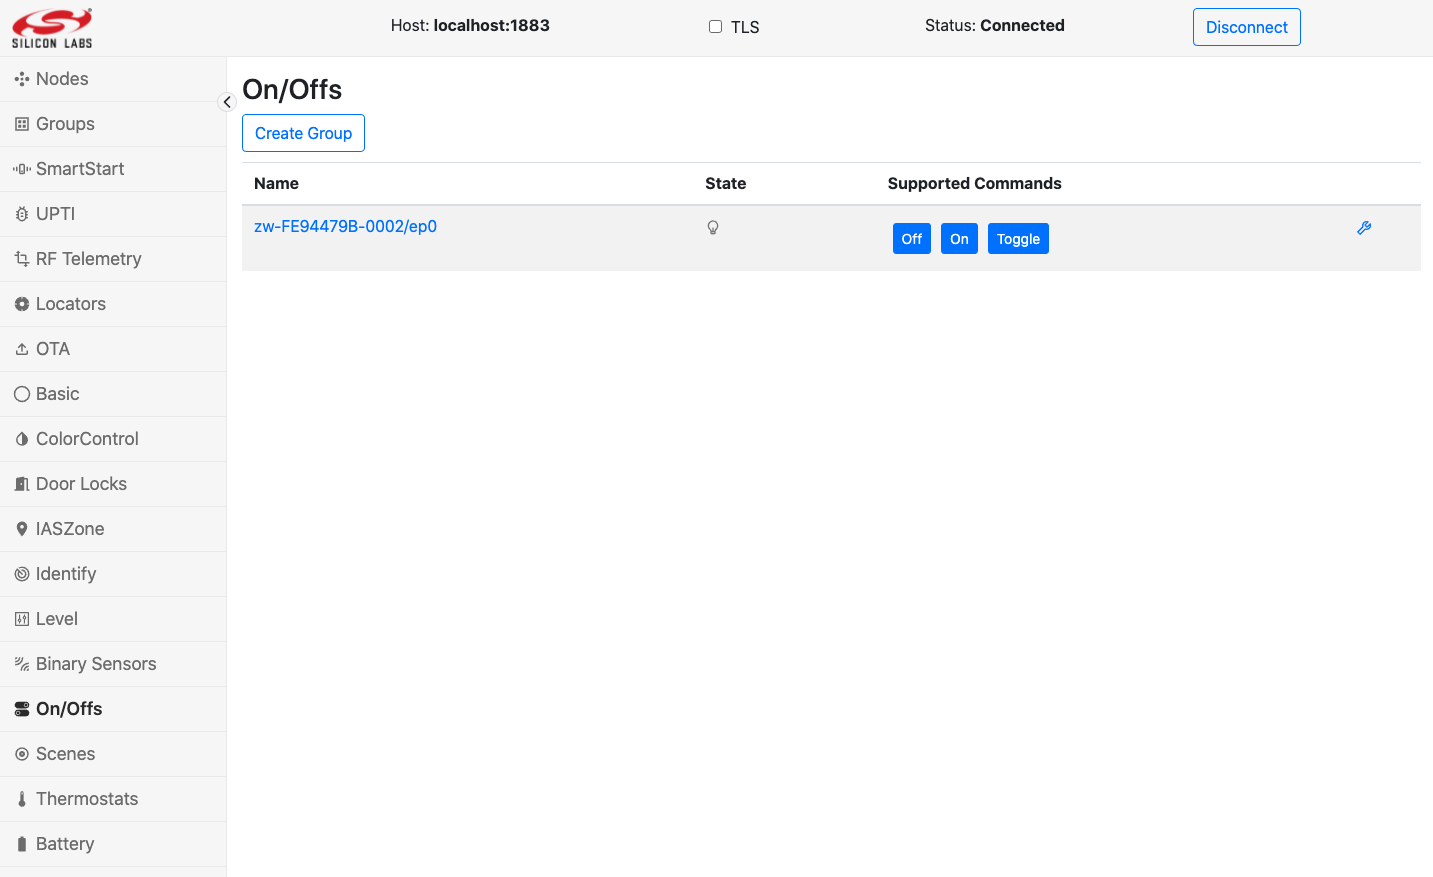 SILICON LABS
Host: localhost:1883
TLS
Status: Connected
Disconnect
Nodes
Groups
SmartStart
UPTI
RF Telemetry
Locators
OTA
Basic
ColorControl
Door Locks
IASZone
Identify
Level
Binary Sensors
On/Offs
Scenes
Thermostats
Battery
On/Offs
Create Group
Name State Supported Commands
zw-FE94479B-0002/ep0 Off On Toggle